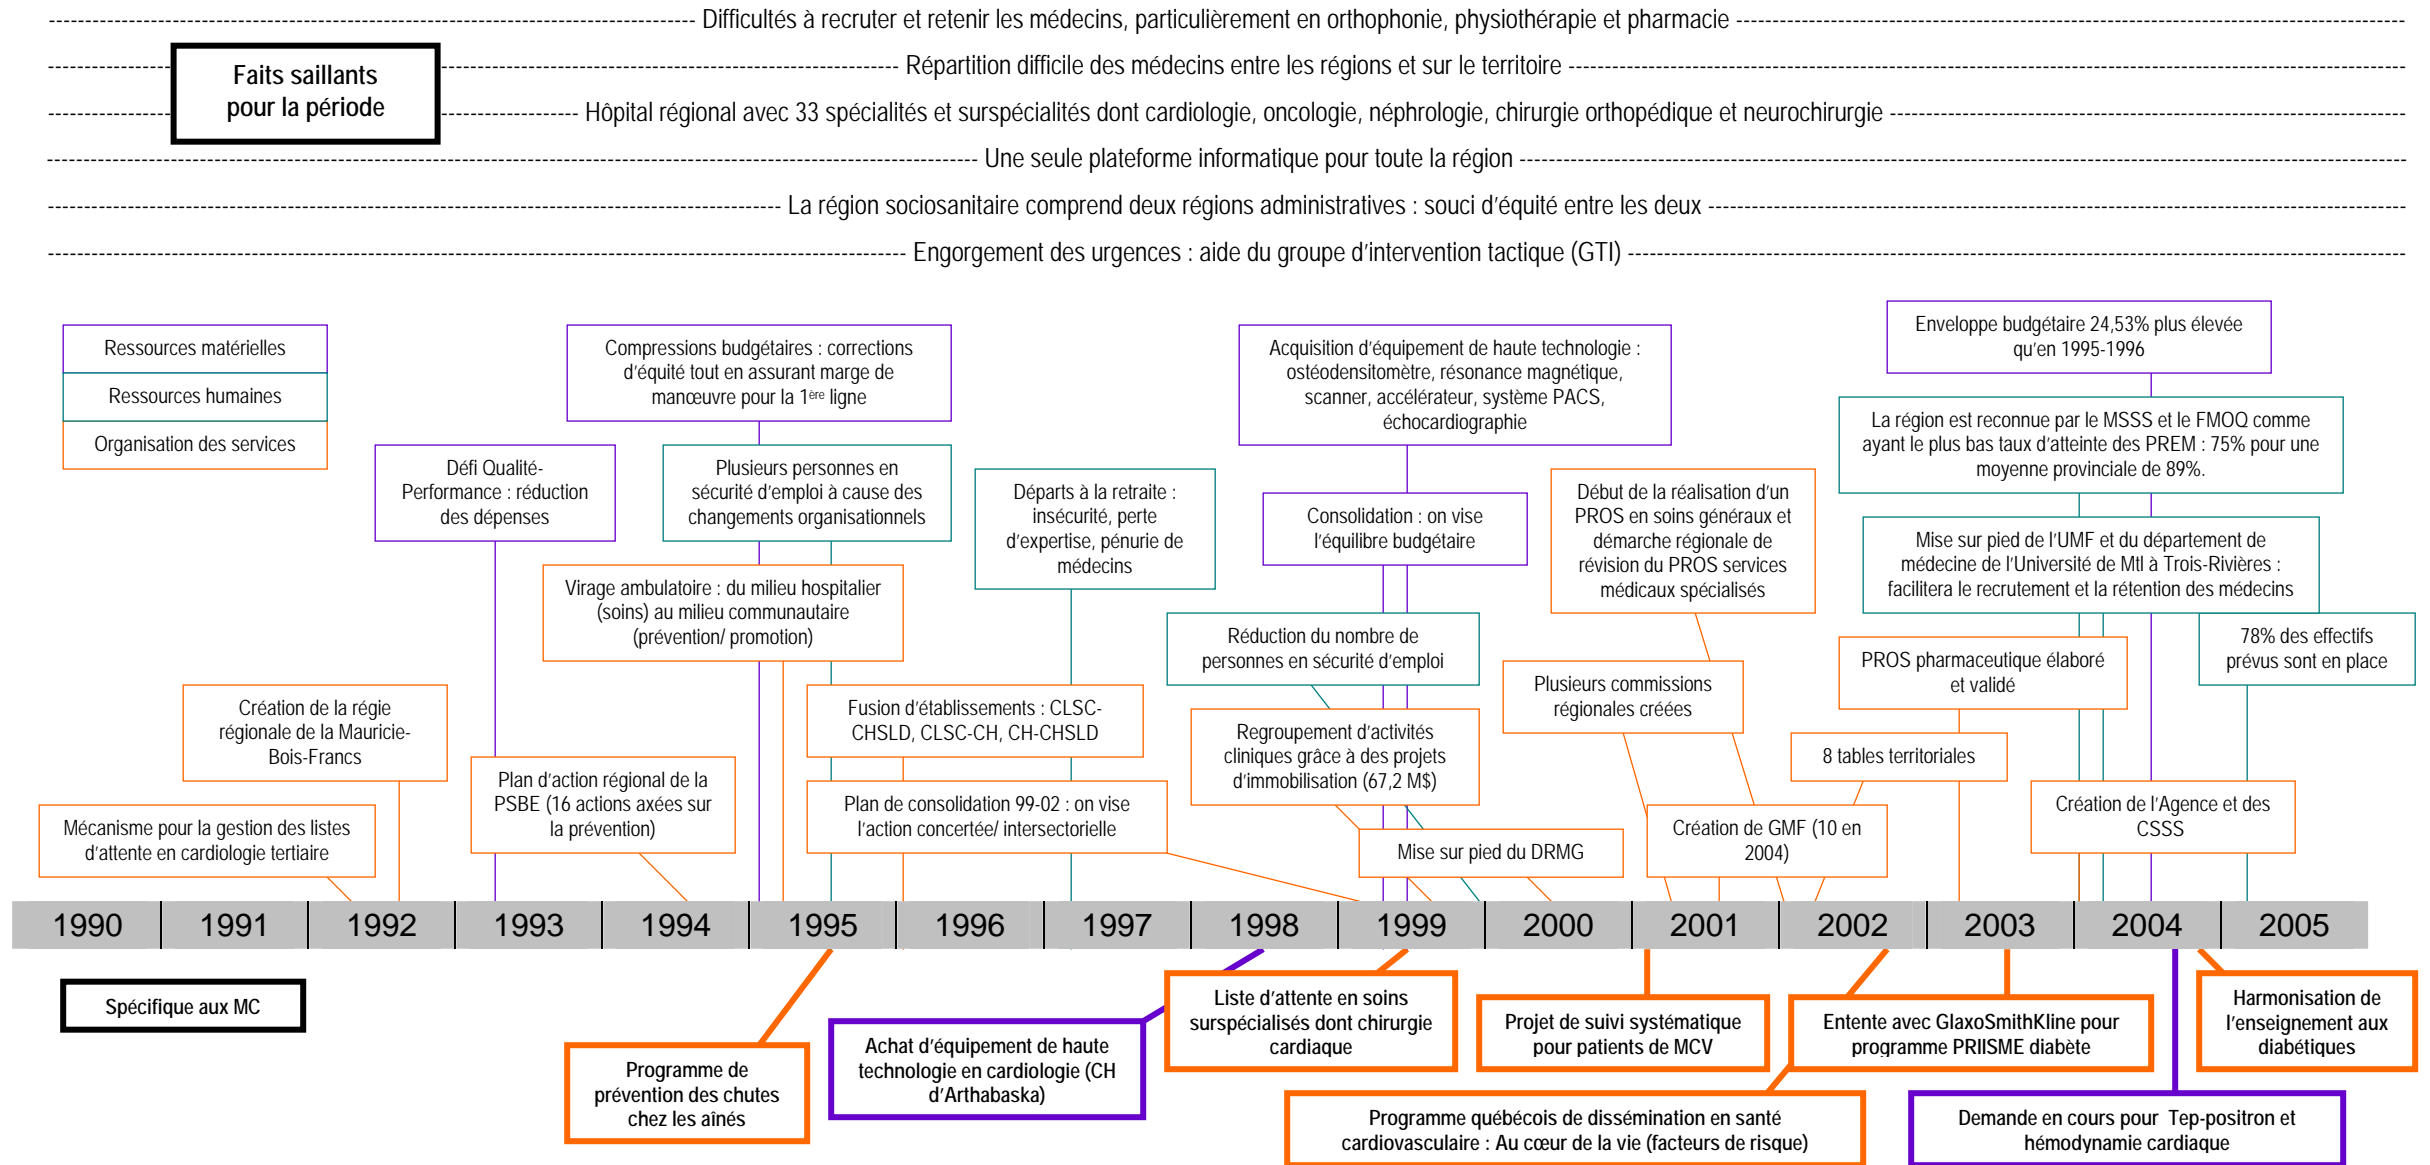 Difficultés à recruter et retenir les médecins, particulièrement en orthophonie, physiothérapie et pharmacie
Répartition difficile des médecins entre les régions et sur le territoire
Faits saillants
pour la période
Hôpital régional avec 33 spécialités et surspécialités dont cardiologie, oncologie, néphrologie, chirurgie orthopédique et neurochirurgie
Une seule plateforme informatique pour toute la région
La région sociosanitaire comprend deux régions administratives : souci d'équité entre les deux
Engorgement des urgences : aide du groupe d'intervention tactique (GTI)
Ressources matérielles
Ressources humaines
Organisation des services
Compressions budgétaires : corrections
d'équité tout en assurant marge de
manœuvre pour la 1ère ligne
Acquisition d'équipement de haute technologie :
ostéodensitomètre, résonance magnétique,
scanner, accélérateur, système PACS,
échocardiographie
Enveloppe budgétaire 24,53% plus élevée
qu'en 1995-1996
La région est reconnue par le MSSS et le FMOQ comme
ayant le plus bas taux d'atteinte des PREM : 75% pour une
moyenne provinciale de 89%.
Défi Qualité-
Performance : réduction
des dépenses
Plusieurs personnes en
sécurité d'emploi à cause des
changements organisationnels
Départs à la retraite :
insécurité, perte
d'expertise, pénurie de
médecins
Consolidation : on vise
l'équilibre budgétaire
Début de la réalisation d'un
PROS en soins généraux et
démarche régionale de
révision du PROS services
médicaux spécialisés
Mise sur pied de l'UMF et du département de
médecine de l'Université de Mtl à Trois-Rivières :
facilitera le recrutement et la rétention des médecins
Virage ambulatoire : du milieu hospitalier
(soins) au milieu communautaire
(prévention/ promotion)
Réduction du nombre de
personnes en sécurité d'emploi
78% des effectifs
prévus sont en place
PROS pharmaceutique élaboré
et validé
Plusieurs commissions
régionales créées
Création de la régie
régionale de la Mauricie-
Bois-Francs
Fusion d'établissements : CLSC-
CHSLD, CLSC-CH, CH-CHSLD
Regroupement d'activités
cliniques grâce à des projets
d'immobilisation (67,2 M$)
8 tables territoriales
Plan d'action régional de la
PSBE (16 actions axées sur
la prévention)
Plan de consolidation 99-02 : on vise
l'action concertée/ intersectorielle
Création de l'Agence et des
CSSS
Mécanisme pour la gestion des listes
d'attente en cardiologie tertiaire
Mise sur pied du DRMG
Création de GMF (10 en
2004)
1990 1991 1992 1993 1994 1995 1996 1997 1998 1999 2000 2001 2002 2003 2004 2005
Spécifique aux MC
Programme de
prévention des chutes
chez les aînés
Achat d'équipement de haute
technologie en cardiologie (CH
d'Arthabaska)
Liste d'attente en soins
surspécialisés dont chirurgie
cardiaque
Projet de suivi systématique
pour patients de MCV
Entente avec GlaxoSmithKline pour
programme PRIISME diabète
Harmonisation de
l'enseignement aux
diabétiques
Programme québécois de dissémination en santé
cardiovasculaire : Au cœur de la vie (facteurs de risque)
Demande en cours pour Tep-positron et
hémodynamie cardiaque